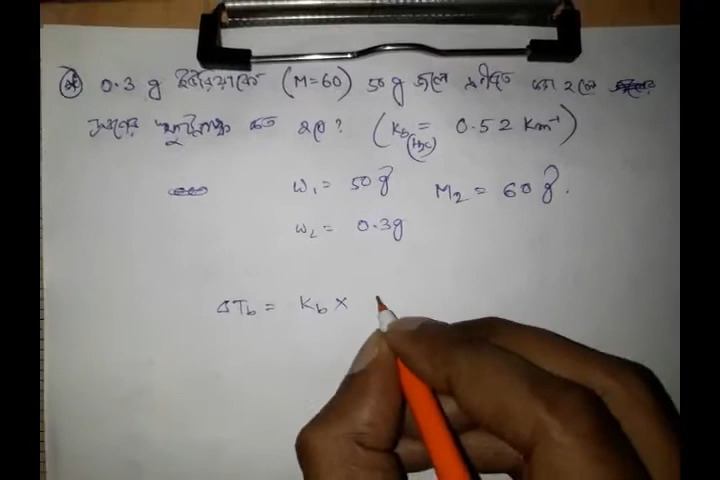 0.3 g ইউরিয়াকে (M=60) 50 g জলে দ্রবীভূত করা হলে
দ্রবণের স্ফুটনাঙ্ক কত হবে? (Kb(H₂O) = 0.52 Km⁻¹)
W₁ = 50 g M₂ = 60 g.
W₂ = 0.3g
ΔTb = Kb ×